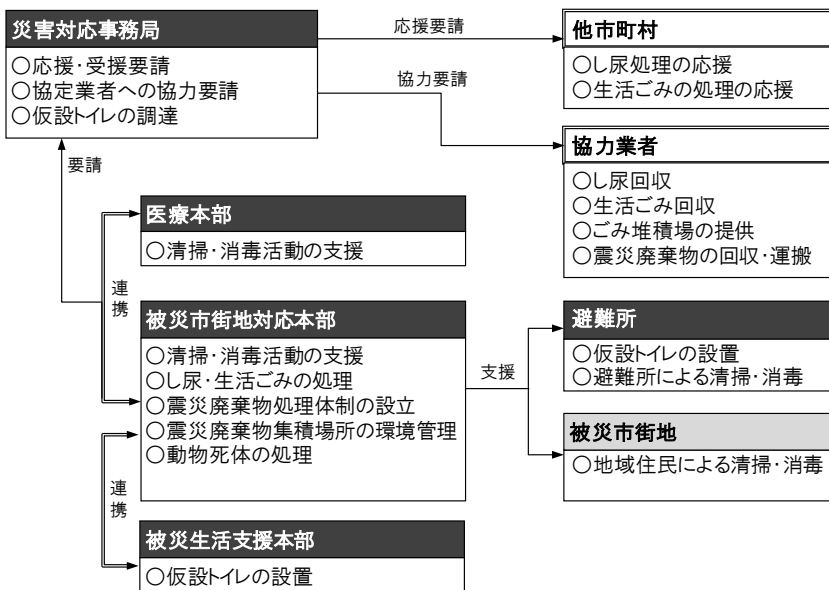 災害対応事務局
○応援・受援要請
○協定業者への協力要請
○仮設トイレの調達
応援要請
協力要請
他市町村
○し尿処理の応援
○生活ごみの処理の応援
協力業者
○し尿回収
○生活ごみ回収
○ごみ堆積場の提供
○震災廃棄物の回収・運搬
要請
連携
医療本部
○清掃・消毒活動の支援
被災市街地対応本部
○清掃・消毒活動の支援
○し尿・生活ごみの処理
○震災廃棄物処理体制の設立
○震災廃棄物集積場所の環境管理
○動物死体の処理
支援
避難所
○仮設トイレの設置
○避難所による清掃・消毒
被災市街地
○地域住民による清掃・消毒
連携
被災生活支援本部
○仮設トイレの設置